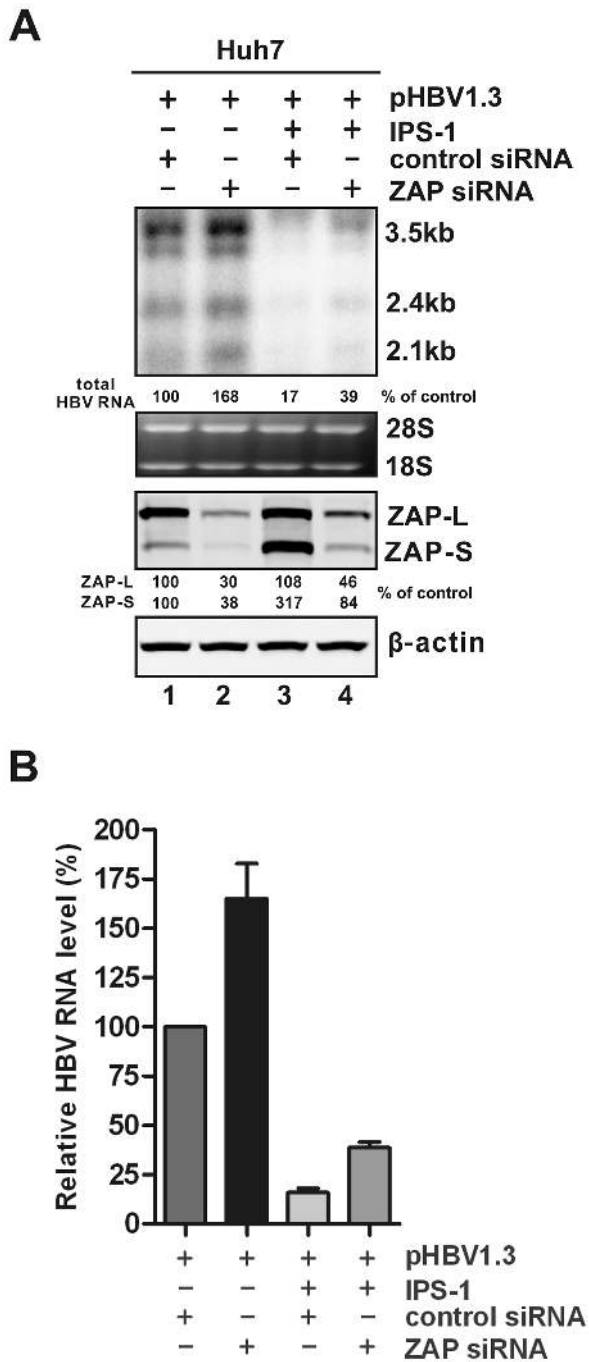 A
Huh7
+ + + + pHBV1.3
− − + + IPS-1
+ − + − control siRNA
− + − + ZAP siRNA
3.5kb
2.4kb
2.1kb
total
HBV RNA 100 168 17 39 % of control
28S
18S
ZAP-L
ZAP-S
ZAP-L 100 30 108 46
% of control
ZAP-S 100 38 317 84
β-actin
1 2 3 4
B
Relative HBV RNA level (%)
200
175
150
125
100
75
50
25
0
+ + + + pHBV1.3
− − + + IPS-1
+ − + − control siRNA
− + − + ZAP siRNA